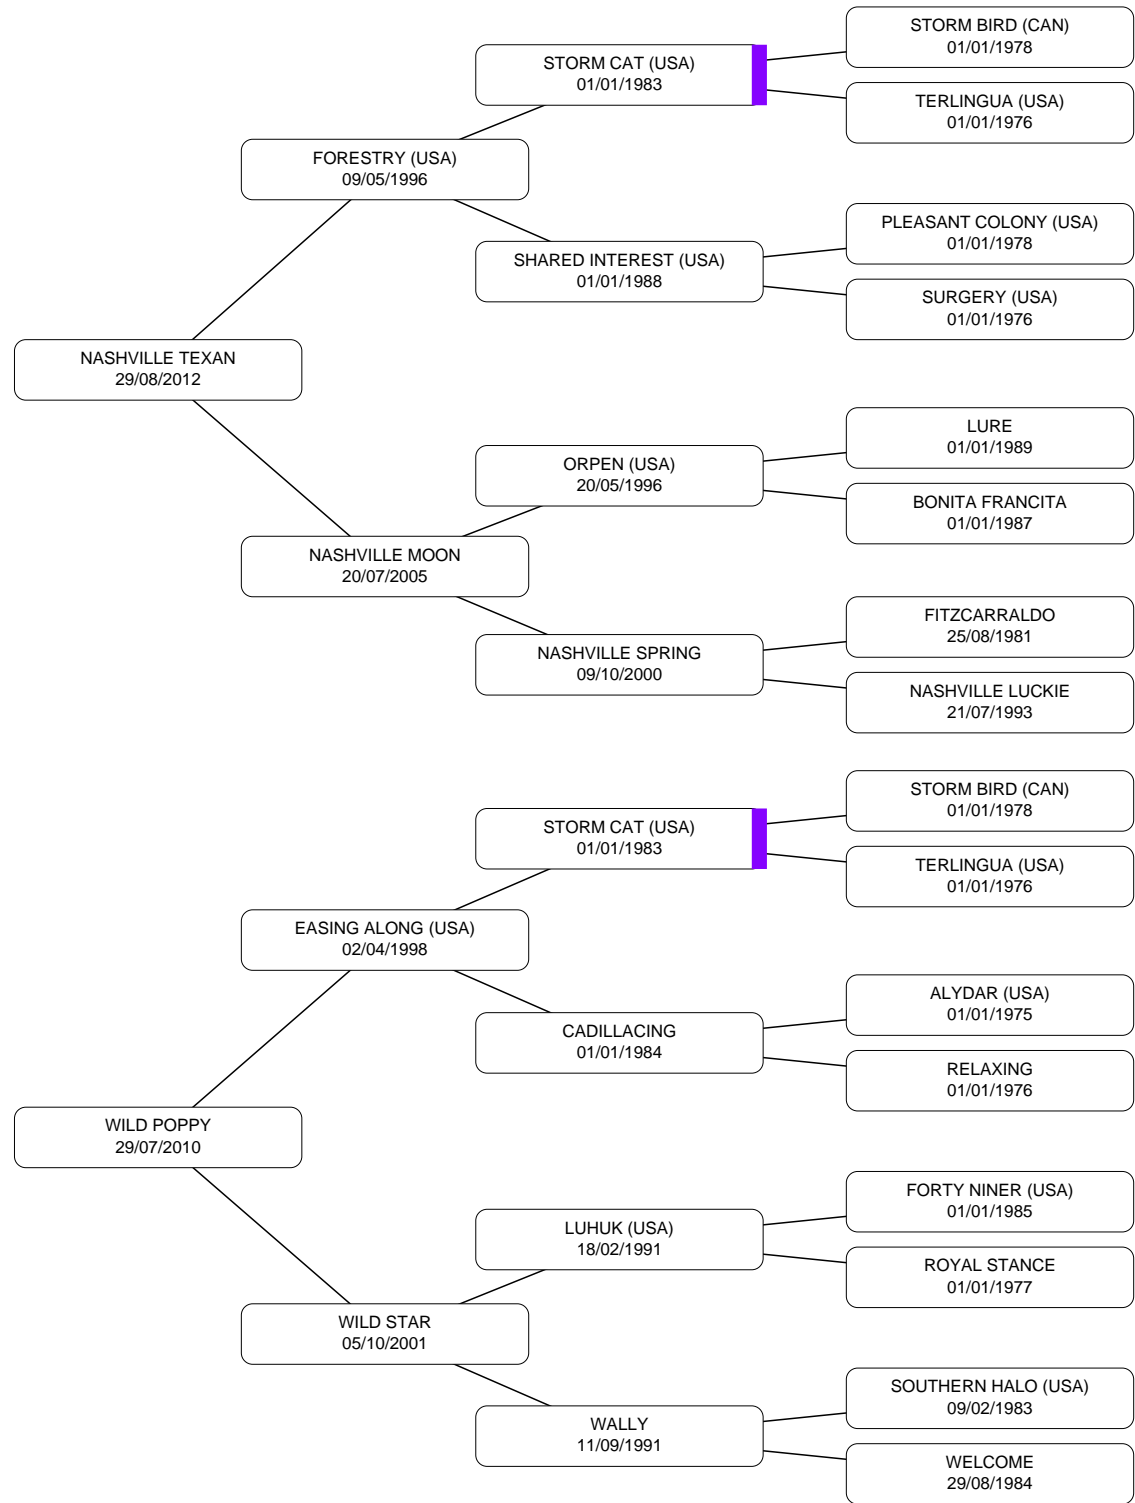 STORM BIRD (CAN)
01/01/1978
STORM CAT (USA)
01/01/1983
TERLINGUA (USA)
01/01/1976
FORESTRY (USA)
09/05/1996
PLEASANT COLONY (USA)
01/01/1978
SHARED INTEREST (USA)
01/01/1988
SURGERY (USA)
01/01/1976
NASHVILLE TEXAN
29/08/2012
LURE
01/01/1989
ORPEN (USA)
20/05/1996
BONITA FRANCITA
01/01/1987
NASHVILLE MOON
20/07/2005
FITZCARRALDO
25/08/1981
NASHVILLE SPRING
09/10/2000
NASHVILLE LUCKIE
21/07/1993
STORM BIRD (CAN)
01/01/1978
STORM CAT (USA)
01/01/1983
TERLINGUA (USA)
01/01/1976
EASING ALONG (USA)
02/04/1998
ALYDAR (USA)
01/01/1975
CADILLACING
01/01/1984
RELAXING
01/01/1976
WILD POPPY
29/07/2010
FORTY NINER (USA)
01/01/1985
LUHUK (USA)
18/02/1991
ROYAL STANCE
01/01/1977
WILD STAR
05/10/2001
SOUTHERN HALO (USA)
09/02/1983
WALLY
11/09/1991
WELCOME
29/08/1984